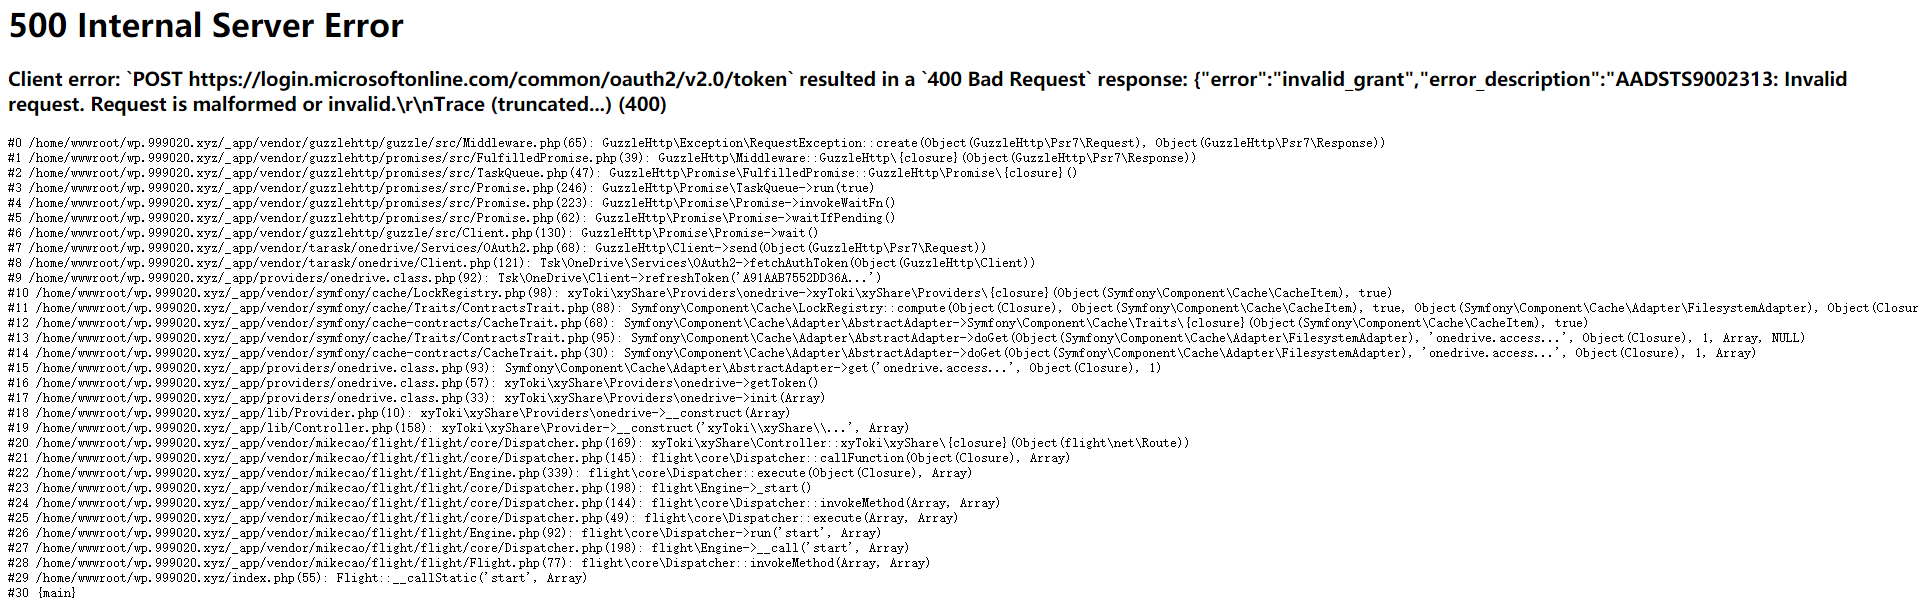 500 Internal Server Error
Client error: `POST https://login.microsoftonline.com/common/oauth2/v2.0/token` resulted in a `400 Bad Request` response: {"error":"invalid_grant","error_description":"AADSTS9002313: Invalid
request. Request is malformed or invalid.\r\nTrace (truncated...) (400)
#0 /home/wwwroot/wp.999020.xyz/_app/vendor/guzzlehttp/guzzle/src/Middleware.php(65): GuzzleHttp\Exception\RequestException::create(Object(GuzzleHttp\Psr7\Request), Object(GuzzleHttp\Psr7\Response))
#1 /home/wwwroot/wp.999020.xyz/_app/vendor/guzzlehttp/promises/src/FulfilledPromise.php(39): GuzzleHttp\Middleware::GuzzleHttp\{closure}(Object(GuzzleHttp\Psr7\Response))
#2 /home/wwwroot/wp.999020.xyz/_app/vendor/guzzlehttp/promises/src/TaskQueue.php(47): GuzzleHttp\Promise\FulfilledPromise::GuzzleHttp\Promise\{closure}()
#3 /home/wwwroot/wp.999020.xyz/_app/vendor/guzzlehttp/promises/src/Promise.php(246): GuzzleHttp\Promise\TaskQueue->run(true)
#4 /home/wwwroot/wp.999020.xyz/_app/vendor/guzzlehttp/promises/src/Promise.php(223): GuzzleHttp\Promise\Promise->invokeWaitFn()
#5 /home/wwwroot/wp.999020.xyz/_app/vendor/guzzlehttp/promises/src/Promise.php(62): GuzzleHttp\Promise\Promise->waitIfPending()
#6 /home/wwwroot/wp.999020.xyz/_app/vendor/guzzlehttp/guzzle/src/Client.php(130): GuzzleHttp\Promise\Promise->wait()
#7 /home/wwwroot/wp.999020.xyz/_app/vendor/tarask/onedrive/Services/OAuth2.php(68): GuzzleHttp\Client->send(Object(GuzzleHttp\Psr7\Request))
#8 /home/wwwroot/wp.999020.xyz/_app/vendor/tarask/onedrive/Client.php(121): Tsk\OneDrive\Services\OAuth2->fetchAuthToken(Object(GuzzleHttp\Client))
#9 /home/wwwroot/wp.999020.xyz/_app/providers/onedrive.class.php(92): Tsk\OneDrive\Client->refreshToken('A91AAB7552DD36A...')
#10 /home/wwwroot/wp.999020.xyz/_app/vendor/symfony/cache/LockRegistry.php(98): xyToki\xyShare\Providers\onedrive->xyToki\xyShare\Providers\{closure}(Object(Symfony\Component\Cache\CacheItem), true)
#11 /home/wwwroot/wp.999020.xyz/_app/vendor/symfony/cache/Traits/ContractsTrait.php(88): Symfony\Component\Cache\LockRegistry::compute(Object(Closure), Object(Symfony\Component\Cache\CacheItem), true, Object(Symfony\Component\Cache\Adapter\FilesystemAdapter), Object(Closur
#12 /home/wwwroot/wp.999020.xyz/_app/vendor/symfony/cache-contracts/CacheTrait.php(68): Symfony\Component\Cache\Adapter\AbstractAdapter->Symfony\Component\Cache\Traits\{closure}(Object(Symfony\Component\Cache\CacheItem), true)
#13 /home/wwwroot/wp.999020.xyz/_app/vendor/symfony/cache/Traits/ContractsTrait.php(95): Symfony\Component\Cache\Adapter\AbstractAdapter->doGet(Object(Symfony\Component\Cache\Adapter\FilesystemAdapter), 'onedrive.access...', Object(Closure), 1, Array, NULL)
#14 /home/wwwroot/wp.999020.xyz/_app/vendor/symfony/cache-contracts/CacheTrait.php(30): Symfony\Component\Cache\Adapter\AbstractAdapter->doGet(Object(Symfony\Component\Cache\Adapter\FilesystemAdapter), 'onedrive.access...', Object(Closure), 1, Array)
#15 /home/wwwroot/wp.999020.xyz/_app/providers/onedrive.class.php(93): Symfony\Component\Cache\Adapter\AbstractAdapter->get('onedrive.access...', Object(Closure), 1)
#16 /home/wwwroot/wp.999020.xyz/_app/providers/onedrive.class.php(57): xyToki\xyShare\Providers\onedrive->getToken()
#17 /home/wwwroot/wp.999020.xyz/_app/providers/onedrive.class.php(33): xyToki\xyShare\Providers\onedrive->init(Array)
#18 /home/wwwroot/wp.999020.xyz/_app/lib/Provider.php(10): xyToki\xyShare\Providers\onedrive->__construct(Array)
#19 /home/wwwroot/wp.999020.xyz/_app/lib/Controller.php(158): xyToki\xyShare\Provider->__construct('xyToki\\xyShare\\...', Array)
#20 /home/wwwroot/wp.999020.xyz/_app/vendor/mikecao/flight/flight/core/Dispatcher.php(169): xyToki\xyShare\Controller::xyToki\xyShare\{closure}(Object(flight\net\Route))
#21 /home/wwwroot/wp.999020.xyz/_app/vendor/mikecao/flight/flight/core/Dispatcher.php(145): flight\core\Dispatcher::callFunction(Object(Closure), Array)
#22 /home/wwwroot/wp.999020.xyz/_app/vendor/mikecao/flight/flight/Engine.php(339): flight\core\Dispatcher::execute(Object(Closure), Array)
#23 /home/wwwroot/wp.999020.xyz/_app/vendor/mikecao/flight/flight/core/Dispatcher.php(198): flight\Engine->_start()
#24 /home/wwwroot/wp.999020.xyz/_app/vendor/mikecao/flight/flight/core/Dispatcher.php(144): flight\core\Dispatcher::invokeMethod(Array, Array)
#25 /home/wwwroot/wp.999020.xyz/_app/vendor/mikecao/flight/flight/core/Dispatcher.php(49): flight\core\Dispatcher::execute(Array, Array)
#26 /home/wwwroot/wp.999020.xyz/_app/vendor/mikecao/flight/flight/Engine.php(92): flight\core\Dispatcher->run('start', Array)
#27 /home/wwwroot/wp.999020.xyz/_app/vendor/mikecao/flight/flight/core/Dispatcher.php(198): flight\Engine->__call('start', Array)
#28 /home/wwwroot/wp.999020.xyz/_app/vendor/mikecao/flight/flight/Flight.php(77): flight\core\Dispatcher::invokeMethod(Array, Array)
#29 /home/wwwroot/wp.999020.xyz/index.php(55): Flight::__callStatic('start', Array)
#30 {main}